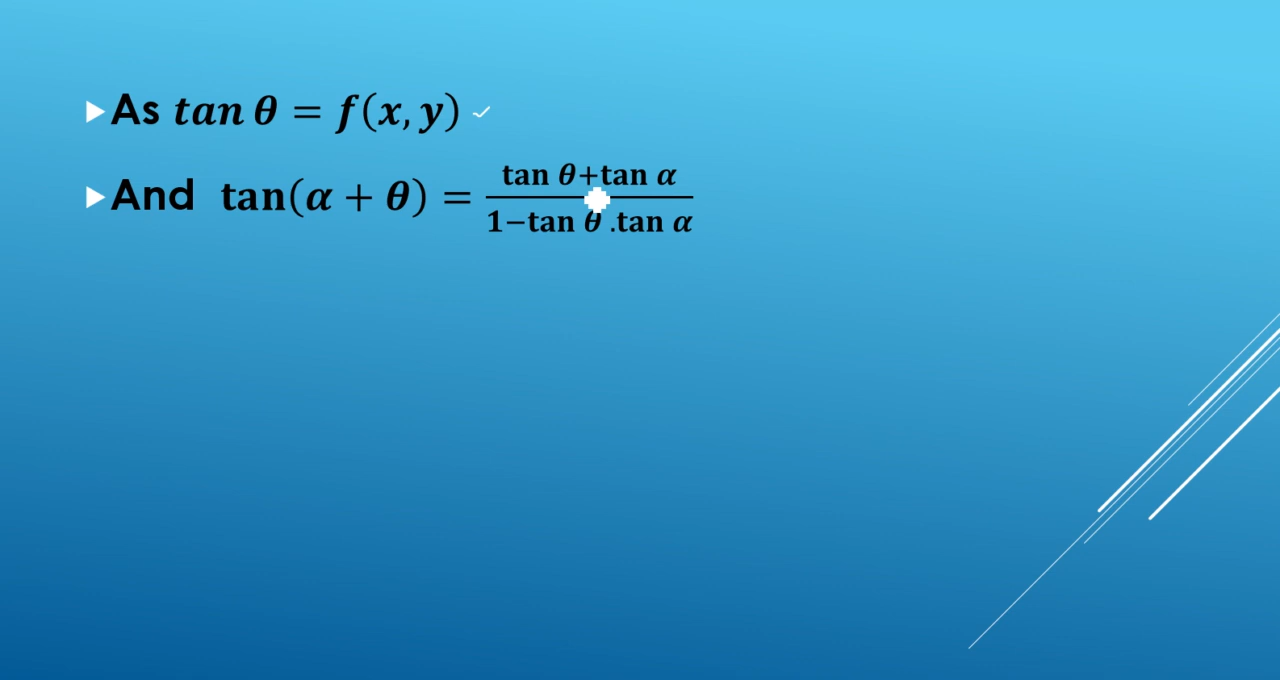 As tan θ = f(x, y)
And tan(α + θ) = (tan θ+tan α)/(1−tan θ .tan α)